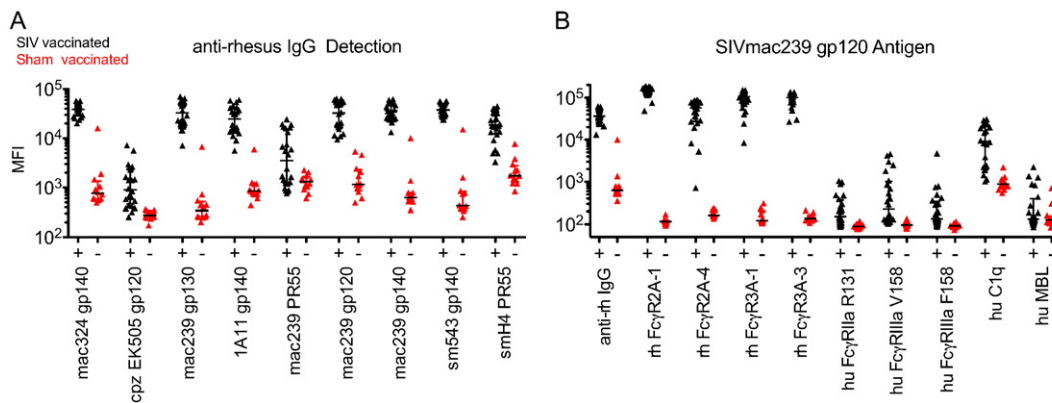 A
SIV vaccinated
Sham vaccinated
anti-rhesus IgG Detection
MFI
10⁵
10⁴
10³
10²
+ - + - + - + - + - + - + - + - + -
mac324 gp140
cpz EK505 gp120
mac239 gp130
1A11 gp140
mac239 PR55
mac239 gp120
mac239 gp140
sm543 gp140
smH4 PR55
B
SIVmac239 gp120 Antigen
10⁵
10⁴
10³
10²
+ - + - + - + - + - + - + - + - + - + -
anti-rh IgG
rh FcγR2A-1
rh FcγR2A-4
rh FcγR3A-1
rh FcγR3A-3
hu FcγRIIa R131
hu FcγRIIIa V158
hu FcγRIIIa F158
hu C1q
hu MBL